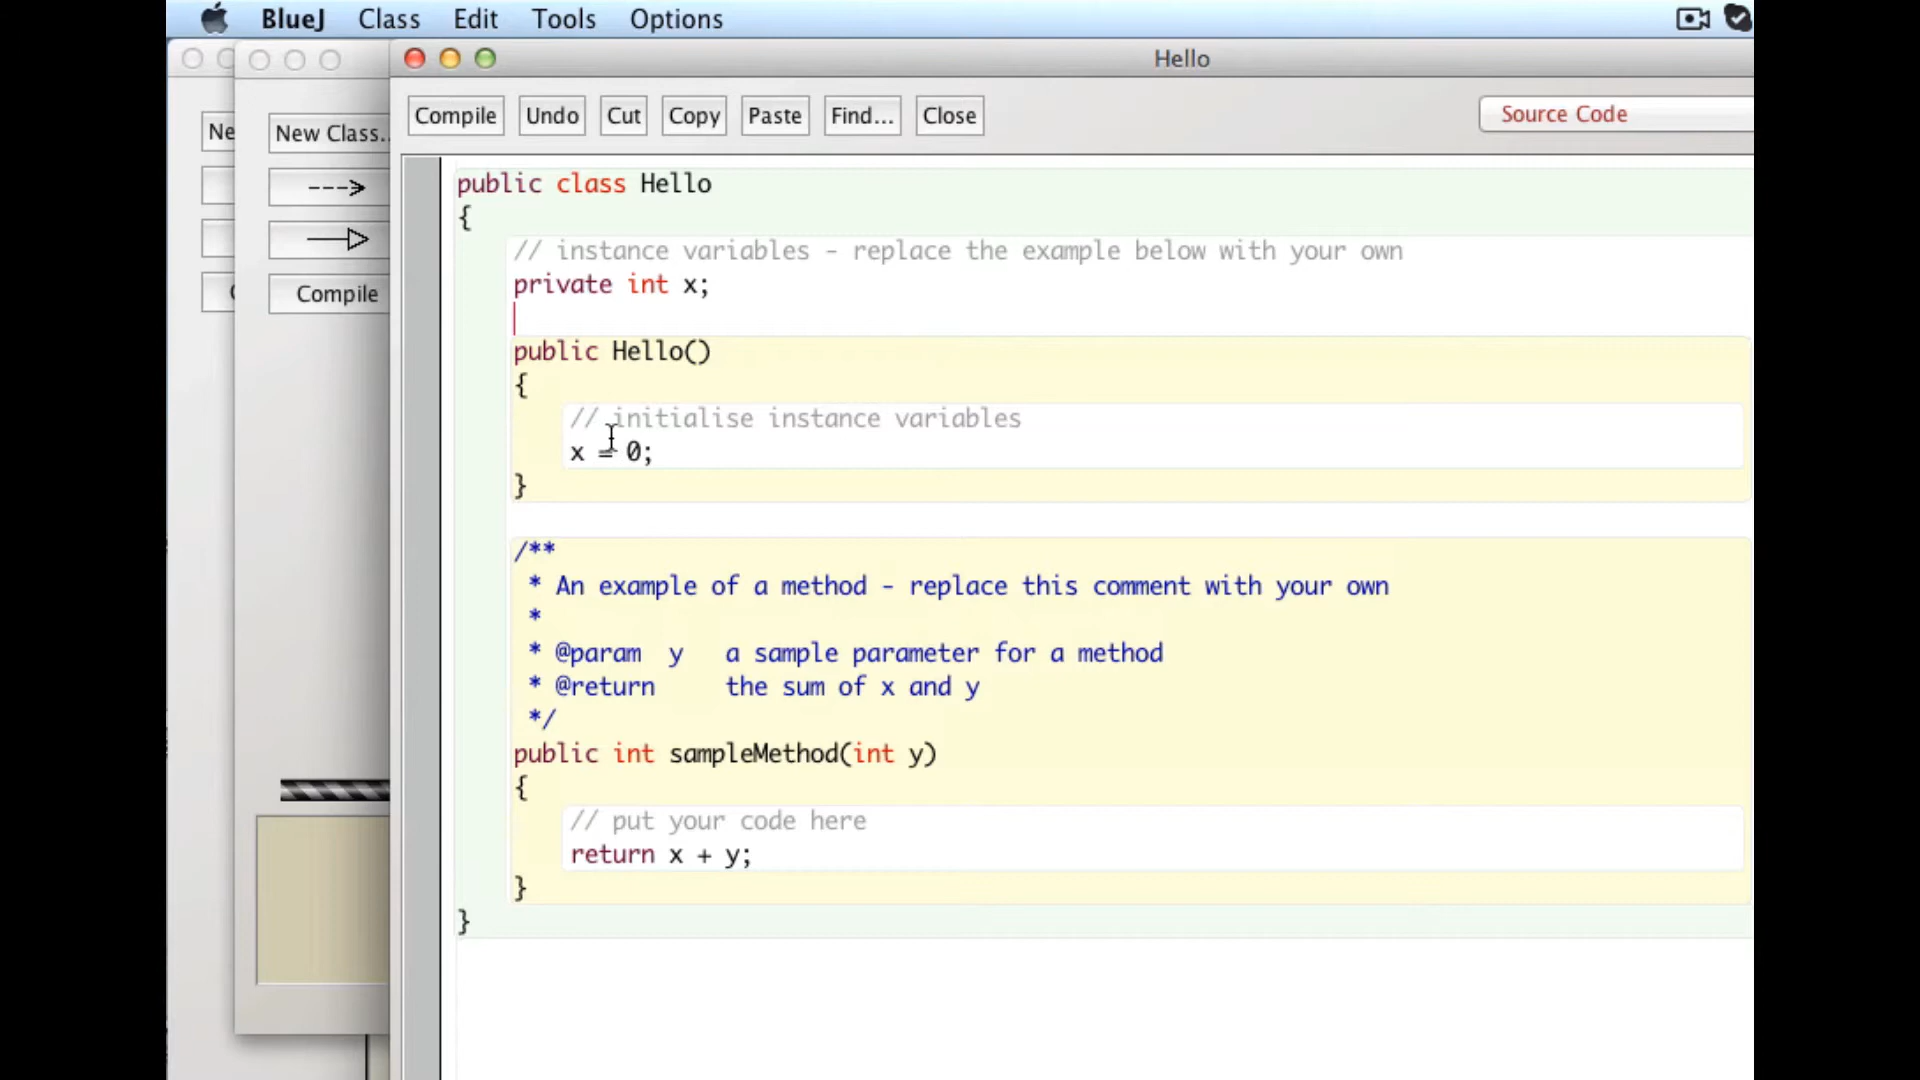 BlueJ Class Edit Tools Options
Hello
Compile Undo Cut Copy Paste Find... Close
Source Code
Ne
New Class..
Compile
public class Hello
{
// instance variables - replace the example below with your own
private int x;
public Hello()
{
// initialise instance variables
x = 0;
}
/**
* An example of a method - replace this comment with your own
*
* @param y a sample parameter for a method
* @return the sum of x and y
*/
public int sampleMethod(int y)
{
// put your code here
return x + y;
}
}